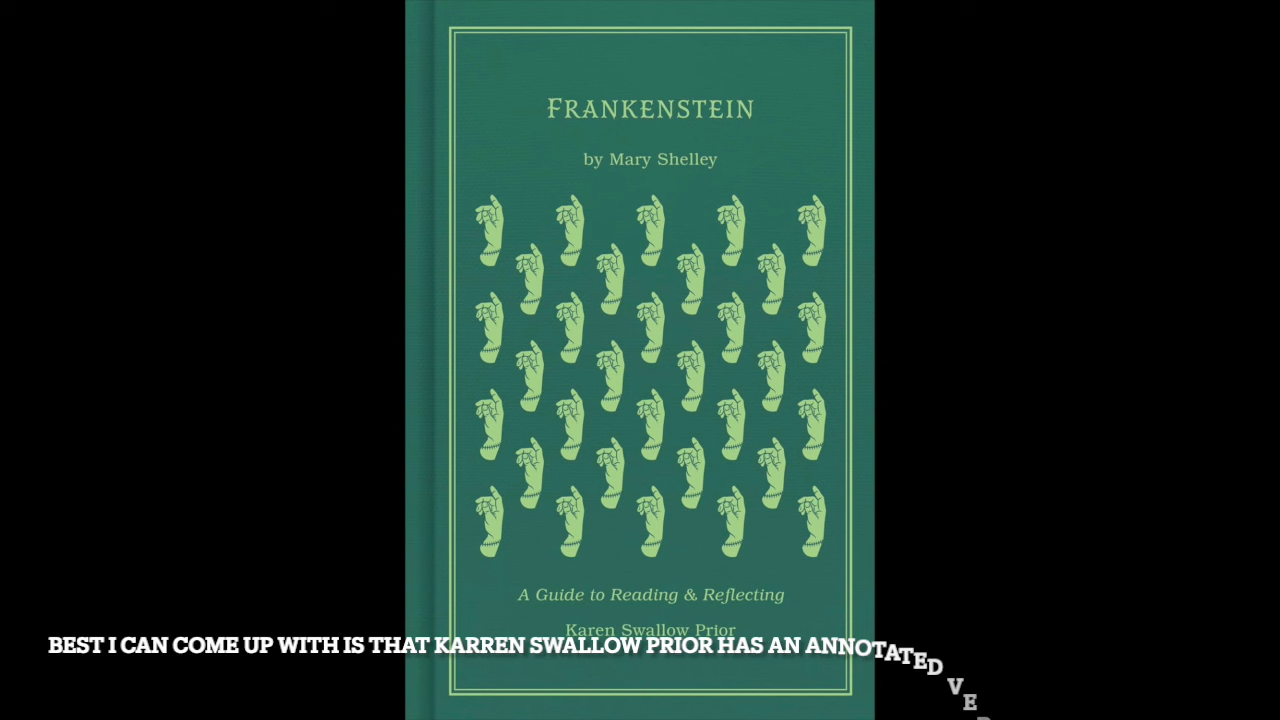 FRANKENSTEIN
by Mary Shelley
A Guide to Reading & Reflecting
Karen Swallow Prior
BEST I CAN COME UP WITH IS THAT KARREN SWALLOW PRIOR HAS AN ANNOTATED VE